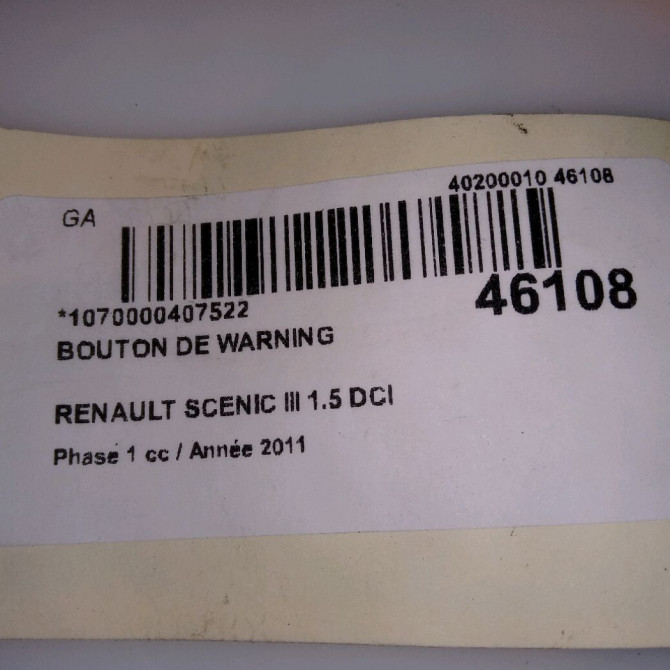 40200010 46108
GA
46108
*1070000407522
BOUTON DE WARNING
RENAULT SCENIC III 1.5 DCI
Phase 1 cc / Année 2011